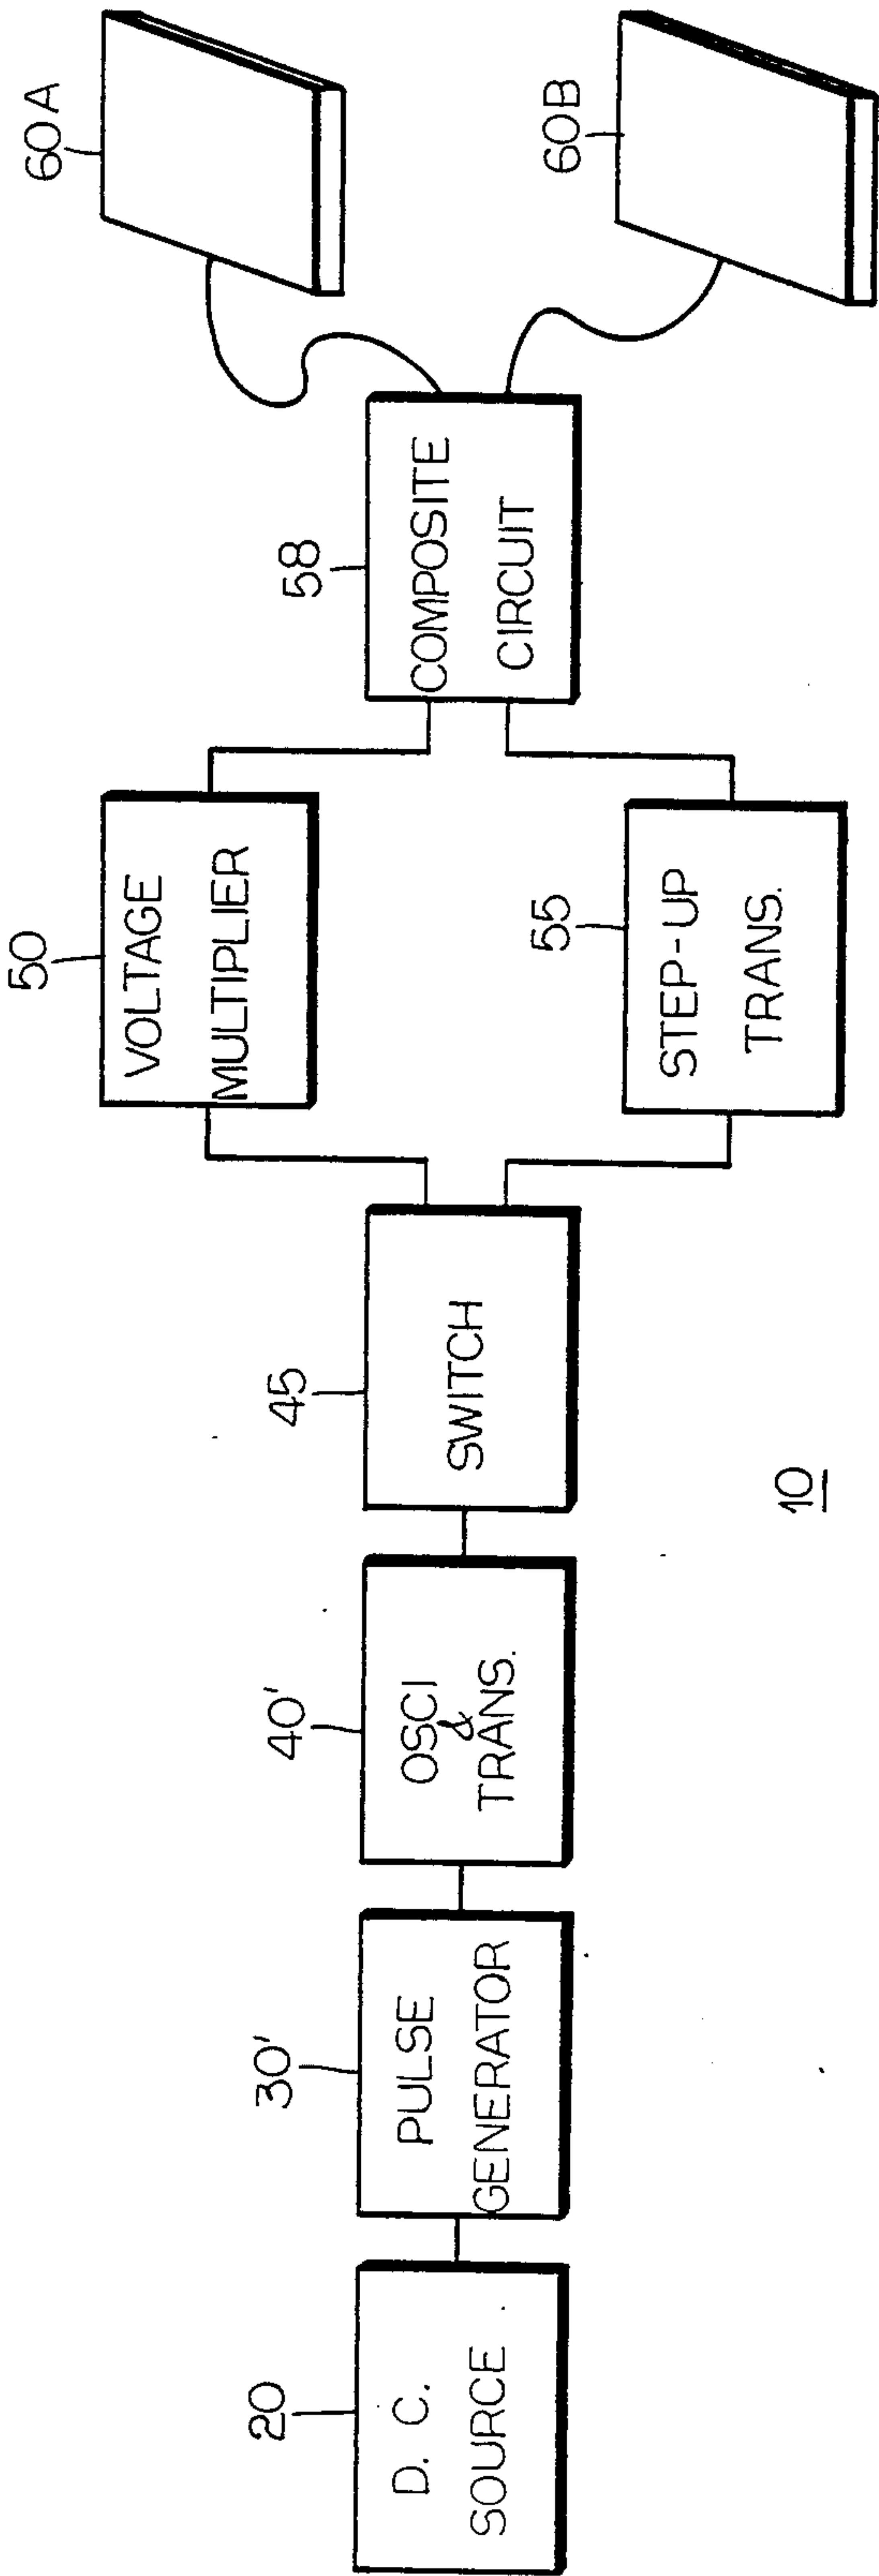 20
D. C.
SOURCE
30'
PULSE
GENERATOR
40'
OSCI
&
TRANS.
45
SWITCH
50
VOLTAGE
MULTIPLIER
55
STEP-UP
TRANS.
58
COMPOSITE
CIRCUIT
60A
60B
10